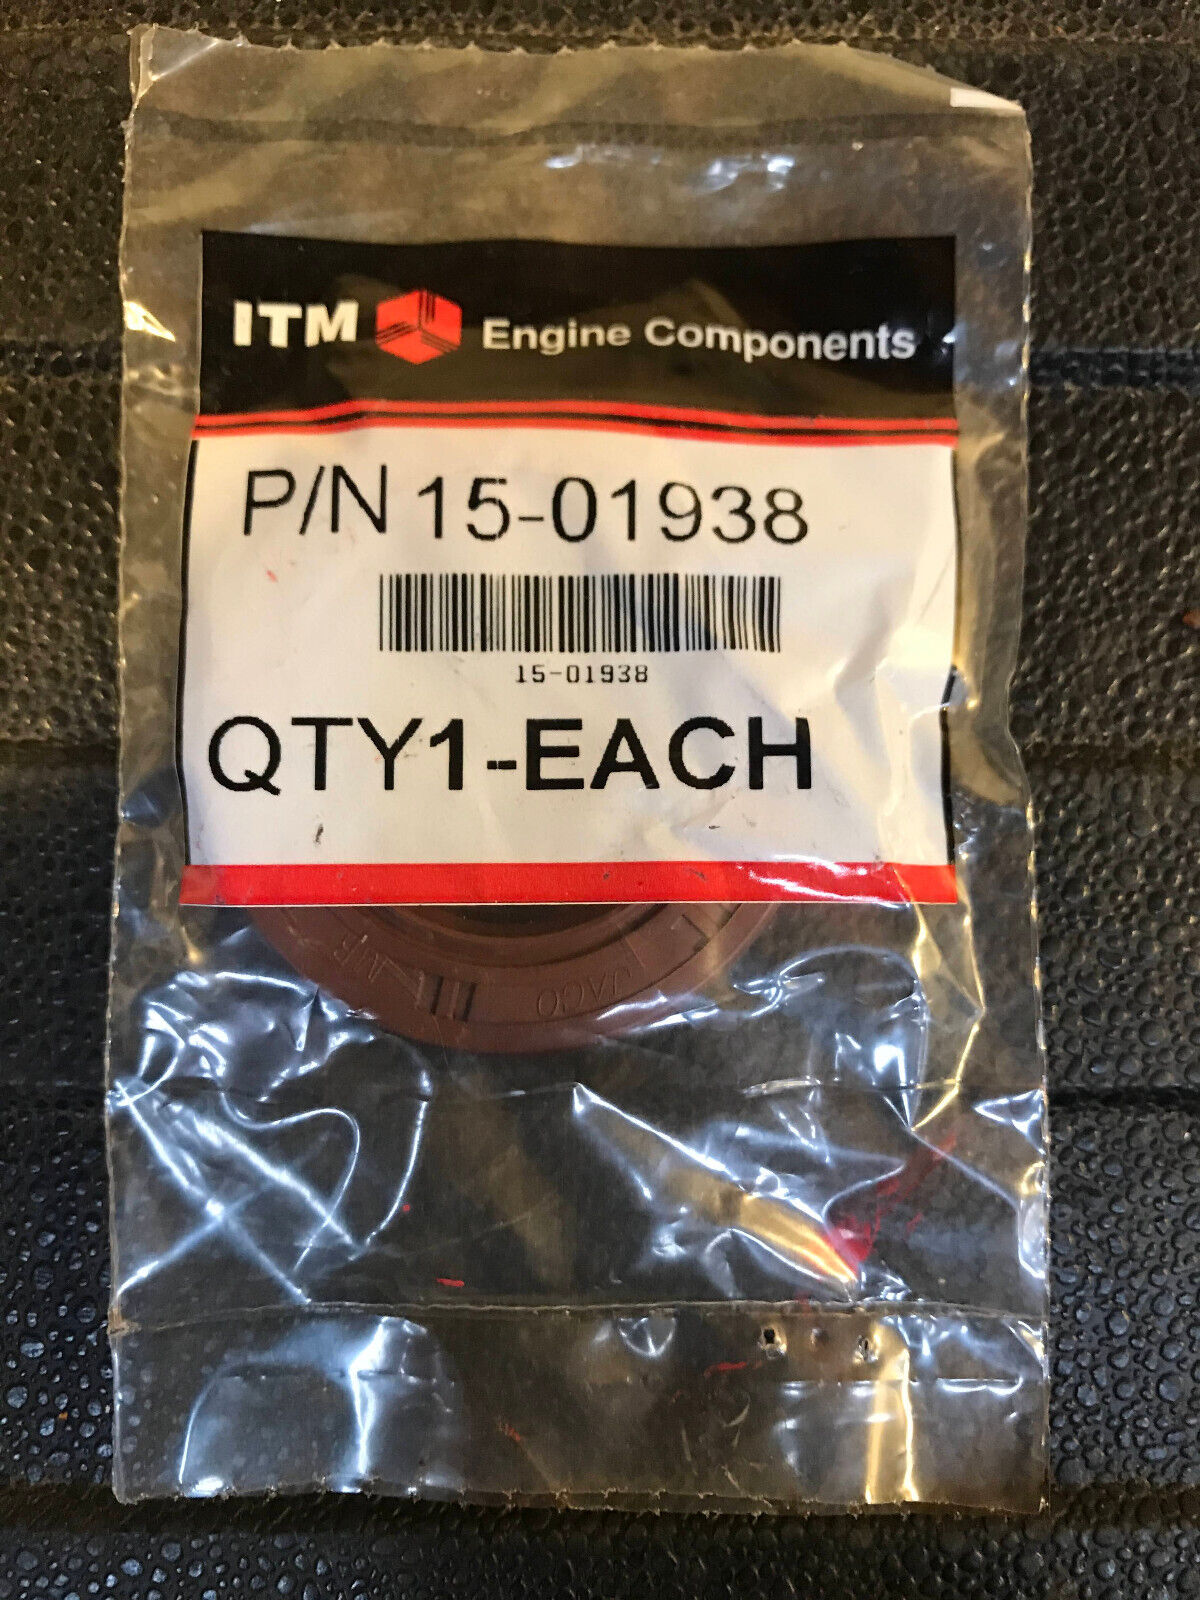 ITM Engine Components
P/N 15-01938
15-01938
QTY1-EACH